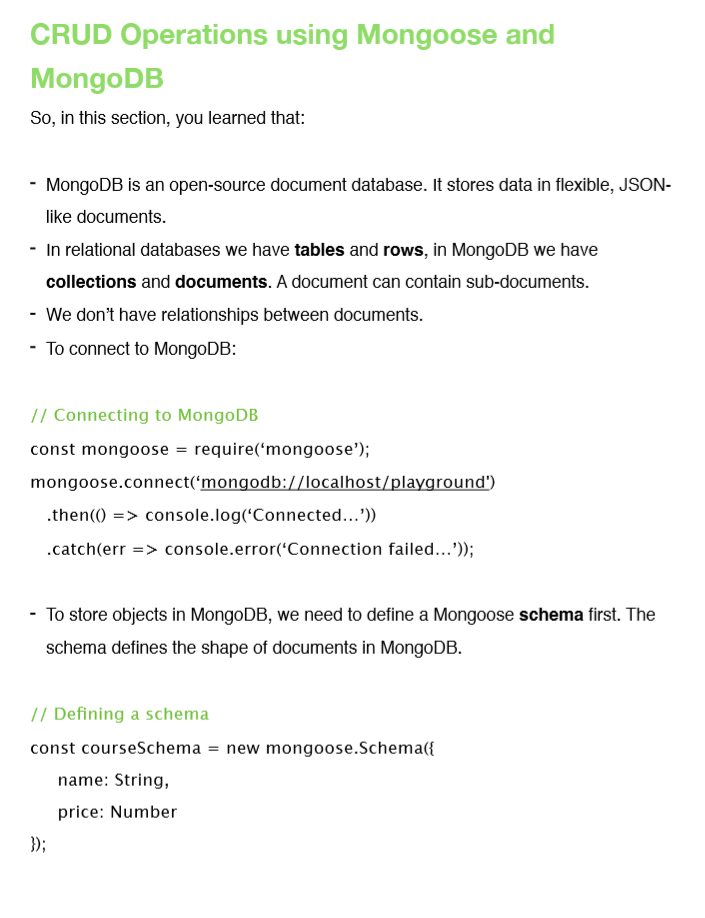 CRUD Operations using Mongoose and
MongoDB
So, in this section, you learned that:
- MongoDB is an open-source document database. It stores data in flexible, JSON-
like documents.
- In relational databases we have tables and rows, in MongoDB we have
collections and documents. A document can contain sub-documents.
- We don’t have relationships between documents.
- To connect to MongoDB:
// Connecting to MongoDB
const mongoose = require(‘mongoose’);
mongoose.connect(‘mongodb://localhost/playground')
.then(() => console.log(‘Connected…’))
.catch(err => console.error(‘Connection failed…’));
- To store objects in MongoDB, we need to define a Mongoose schema first. The
schema defines the shape of documents in MongoDB.
// Defining a schema
const courseSchema = new mongoose.Schema({
name: String,
price: Number
});